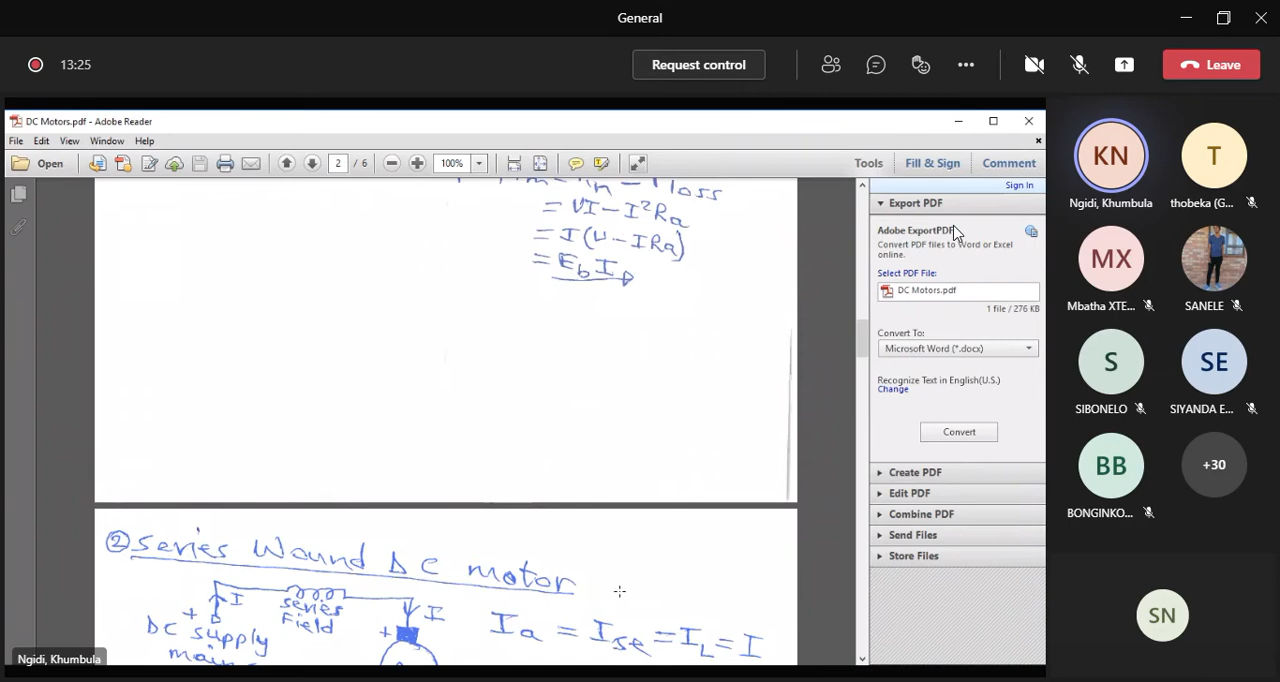 General
13:25
Request control
Leave
DC Motors.pdf - Adobe Reader
File Edit View Window Help
Open
2 / 6
100%
Tools
Fill & Sign
Comment
Sign In
Export PDF
Adobe ExportPDF
Convert PDF files to Word or Excel
online.
Select PDF File:
DC Motors.pdf
1 file / 276 KB
Convert To:
Microsoft Word (*.docx)
Recognize Text in English(U.S.)
Change
Convert
Create PDF
Edit PDF
Combine PDF
Send Files
Store Files
loss
= VI - I²Ra
= I(V - IRa)
= Eb I
② Series Wound DC motor
I
series
Field
I
+
DC supply
+
Ia = Ise = IL = I
Ngidi, Khumbula
KN
Ngidi, Khumbula
T
thobeka (G...
MX
Mbatha XTE...
SANELE
S
SIBONELO
SE
SIYANDA E...
BB
BONGINKO...
+30
SN